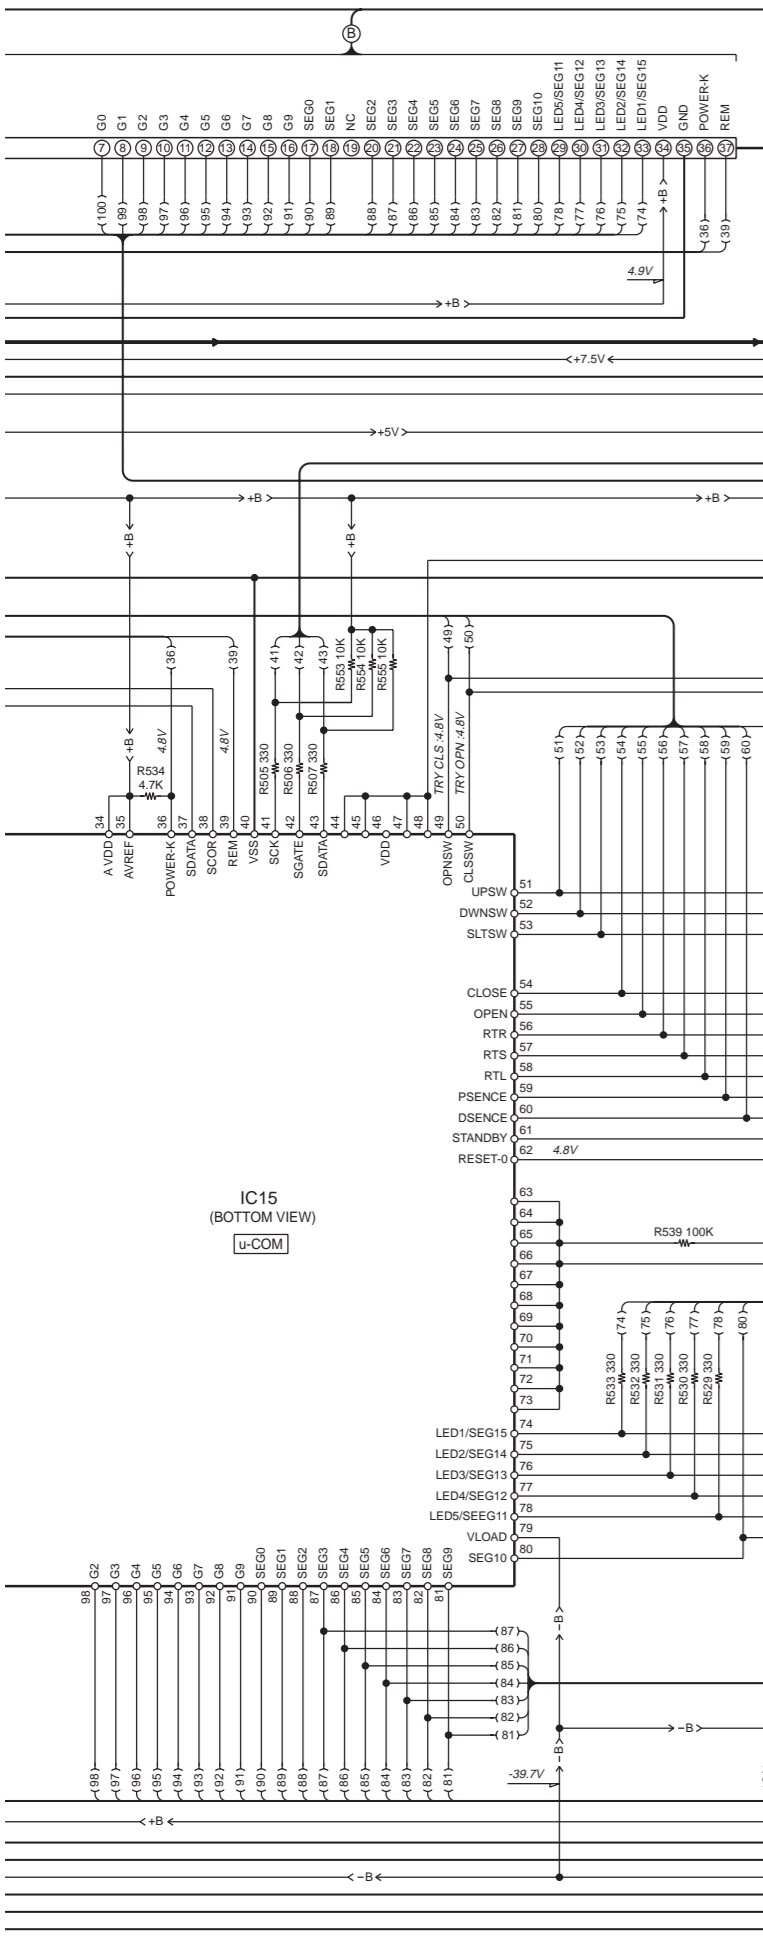 B
G0 G1 G2 G3 G4 G5 G6 G7 G8 G9 SEG0 SEG1 NC SEG2 SEG3 SEG4 SEG5 SEG6 SEG7 SEG8 SEG9 SEG10 LED5/SEG11 LED4/SEG12 LED3/SEG13 LED2/SEG14 LED1/SEG15 VDD GND POWER-K REM
7 8 9 10 11 12 13 14 15 16 17 18 19 20 21 22 23 24 25 26 27 28 29 30 31 32 33 34 35 36 37
(100) (99) (98) (97) (96) (95) (94) (93) (92) (91) (90) (89) (88) (87) (86) (85) (84) (83) (82) (81) (80) (78) (77) (76) (75) (74) +B (36) (39)
4.9V
+B
+7.5V
+5V
+B +B +B
+B +B
(36) (39) (41) (42) (43) R553 10K R554 10K R555 10K (49) (50)
4.8V 4.8V
+B
R534
4.7K
R505 330 R506 330 R507 330
TRY CLS :4.8V TRY OPN :4.8V
(51) (52) (53) (54) (55) (56) (57) (58) (59) (60)
34 35 36 37 38 39 40 41 42 43 44 45 46 47 48 49 50
A VDD AVREF POWER-K SDATA SCOR REM VSS SCK SGATE SDATA VDD OPNSW CLSSW
UPSW 51
DWNSW 52
SLTSW 53
CLOSE 54
OPEN 55
RTR 56
RTS 57
RTL 58
PSENCE 59
DSENCE 60
STANDBY 61
RESET-0 62 4.8V
IC15
(BOTTOM VIEW)
u-COM
63
64
65 R539 100K
66
67
68
69
70
71
72
73
(74) (75) (76) (77) (78) (80)
R533 330 R532 330 R531 330 R530 330 R529 330
LED1/SEG15 74
LED2/SEG14 75
LED3/SEG13 76
LED4/SEG12 77
LED5/SEEG11 78
VLOAD 79
SEG10 80
G2 G3 G4 G5 G6 G7 G8 G9 SEG0 SEG1 SEG2 SEG3 SEG4 SEG5 SEG6 SEG7 SEG8 SEG9
98 97 96 95 94 93 92 91 90 89 88 87 86 85 84 83 82 81
(87)
(86)
(85)
(84)
(83)
(82)
(81)
−B
−B
−B
-39.7V
(98) (97) (96) (95) (94) (93) (92) (91) (90) (89) (88) (87) (86) (85) (84) (83) (82) (81)
+B
−B